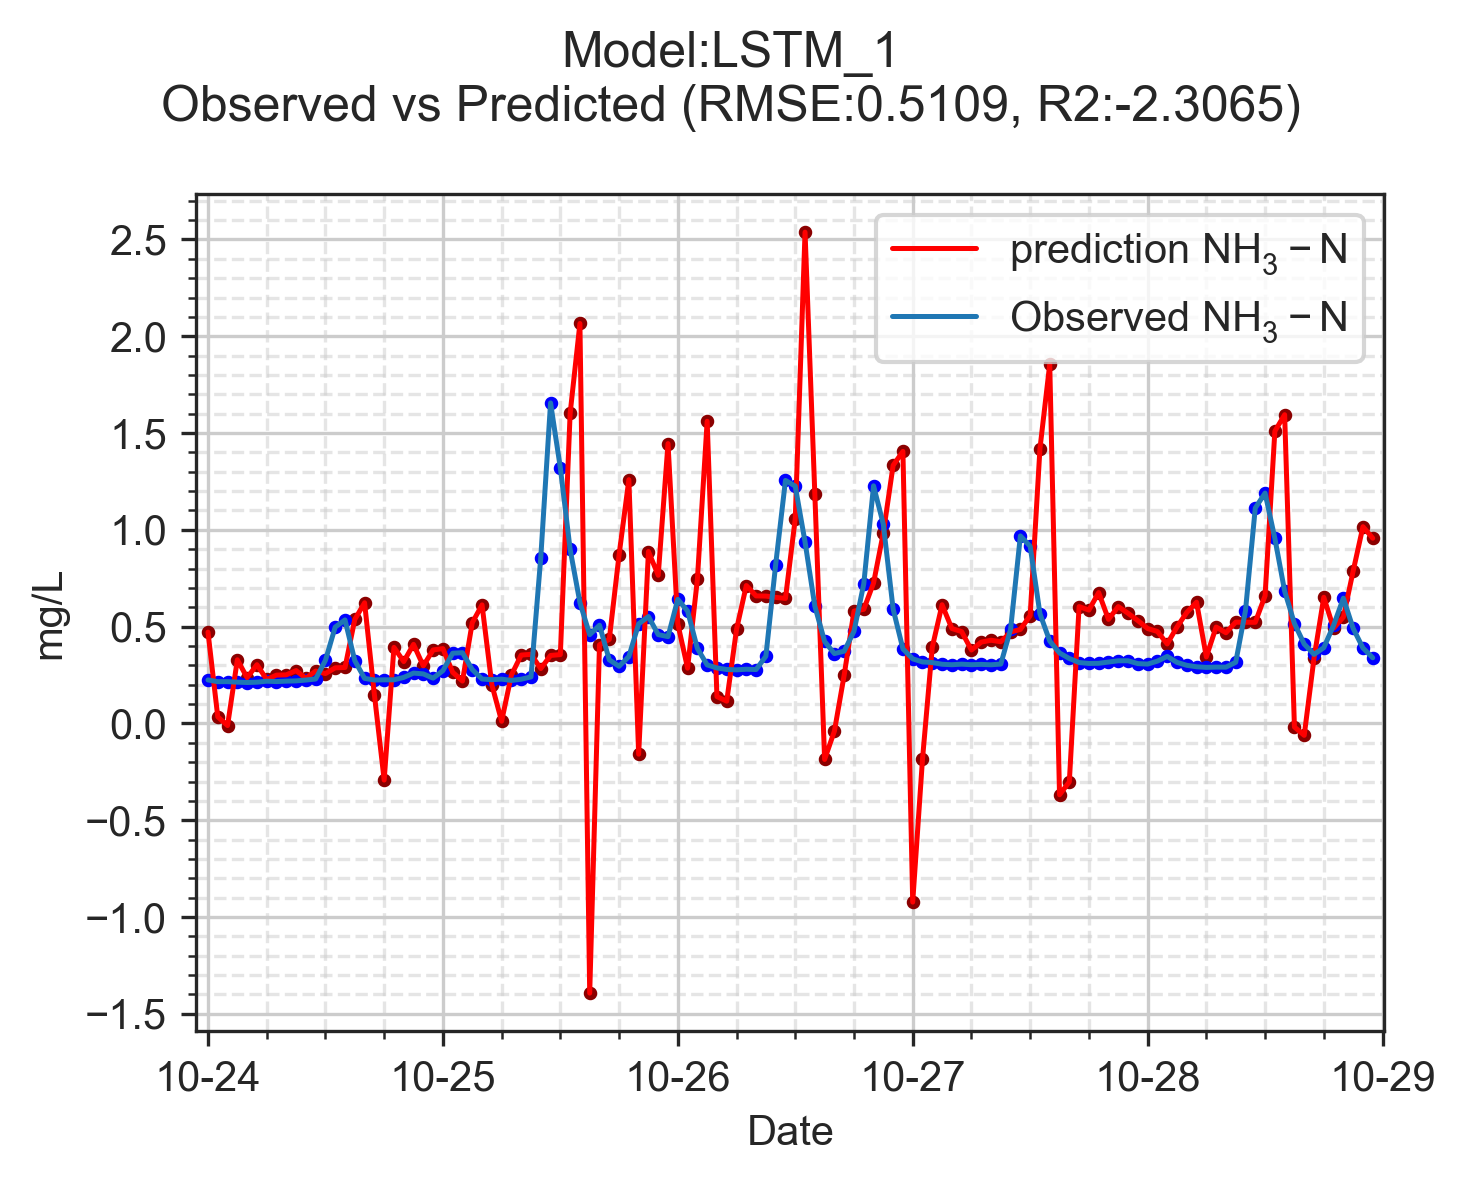 Model:LSTM_1
Observed vs Predicted (RMSE:0.5109, R2:-2.3065)
prediction NH₃ − N
Observed NH₃ − N
2.5
2.0
1.5
1.0
0.5
0.0
−0.5
−1.0
−1.5
mg/L
10-24 10-25 10-26 10-27 10-28 10-29
Date